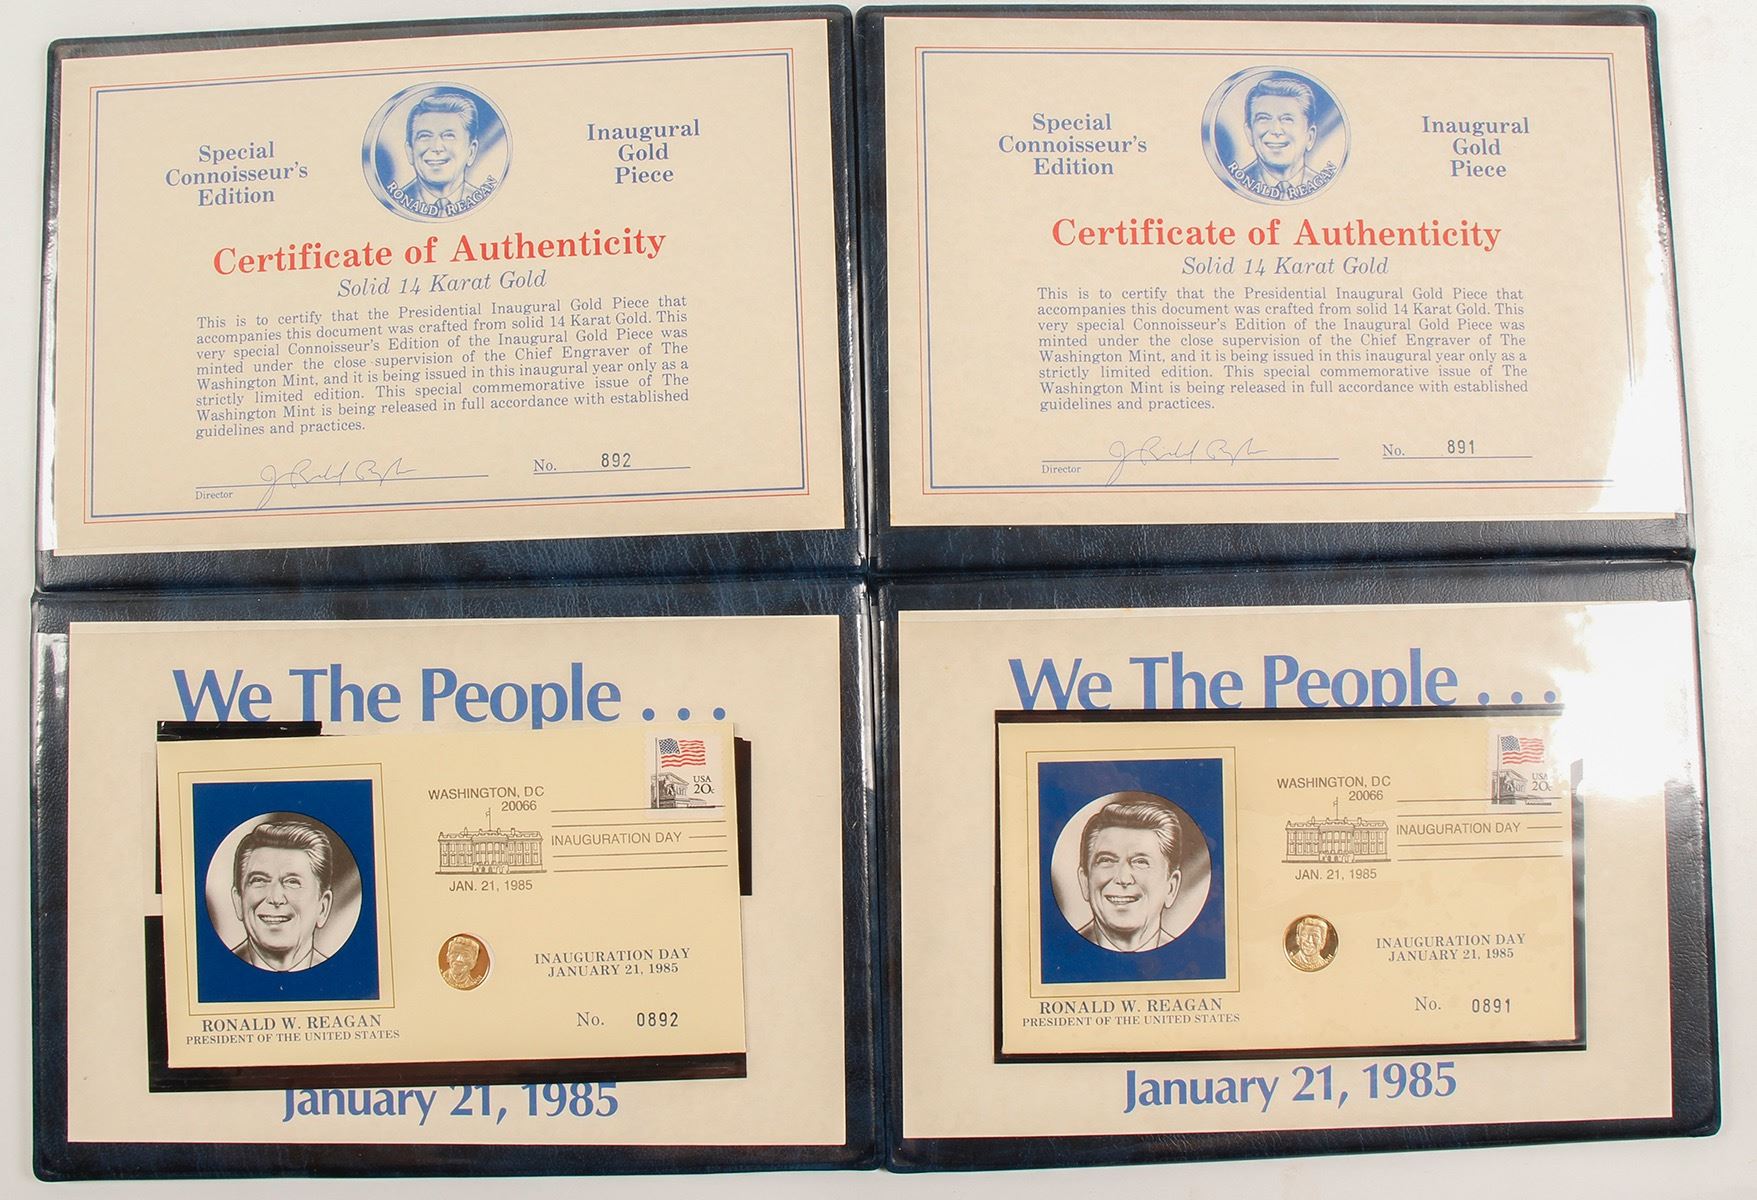 Special
Connoisseur's
Edition
RONALD REAGAN
Inaugural
Gold
Piece
Certificate of Authenticity
Solid 14 Karat Gold
This is to certify that the Presidential Inaugural Gold Piece that
accompanies this document was crafted from solid 14 Karat Gold. This
very special Connoisseur's Edition of the Inaugural Gold Piece was
minted under the close supervision of the Chief Engraver of The
Washington Mint, and it is being issued in this inaugural year only as a
strictly limited edition. This special commemorative issue of The
Washington Mint is being released in full accordance with established
guidelines and practices.
Director
No. 892
Special
Connoisseur's
Edition
RONALD REAGAN
Inaugural
Gold
Piece
Certificate of Authenticity
Solid 14 Karat Gold
This is to certify that the Presidential Inaugural Gold Piece that
accompanies this document was crafted from solid 14 Karat Gold. This
very special Connoisseur's Edition of the Inaugural Gold Piece was
minted under the close supervision of the Chief Engraver of The
Washington Mint, and it is being issued in this inaugural year only as a
strictly limited edition. This special commemorative issue of The
Washington Mint is being released in full accordance with established
guidelines and practices.
Director
No. 891
We The People . . .
USA
20c
WASHINGTON, DC
20066
INAUGURATION DAY
JAN. 21, 1985
INAUGURATION DAY
JANUARY 21, 1985
No. 0892
RONALD W. REAGAN
PRESIDENT OF THE UNITED STATES
January 21, 1985
We The People . . .
USA
20c
WASHINGTON, DC
20066
INAUGURATION DAY
JAN. 21, 1985
INAUGURATION DAY
JANUARY 21, 1985
No. 0891
RONALD W. REAGAN
PRESIDENT OF THE UNITED STATES
January 21, 1985